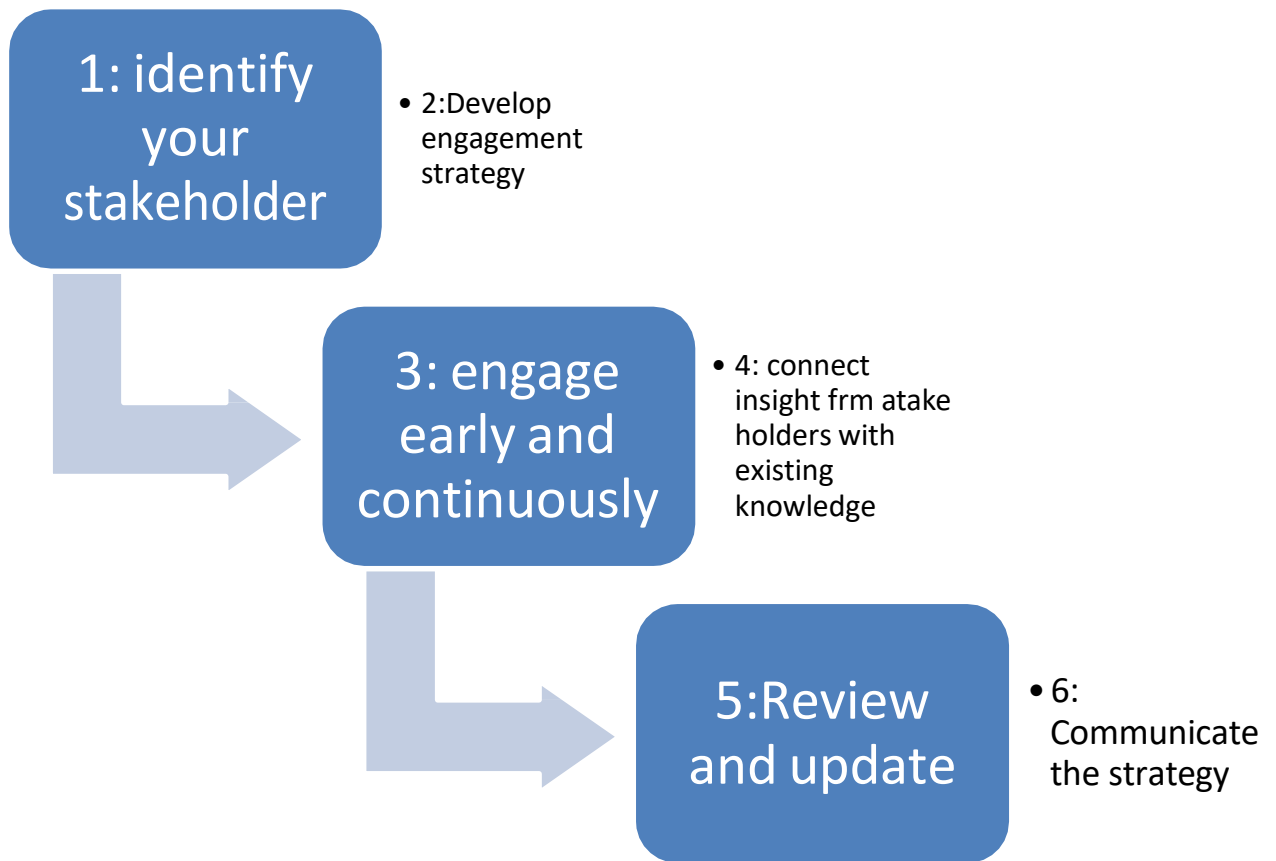 1: identify
your
stakeholder
• 2:Develop
engagement
strategy
3: engage
early and
continuously
• 4: connect
insight frm atake
holders with
existing
knowledge
5:Review
and update
• 6:
Communicate
the strategy